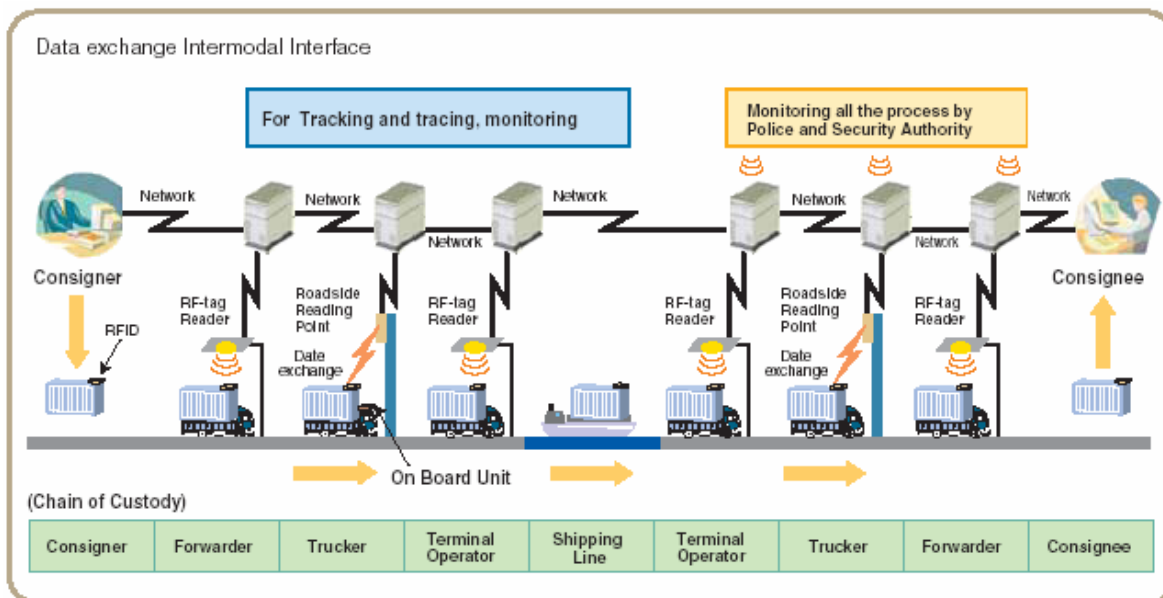 Data exchange Intermodal Interface
For Tracking and tracing, monitoring
Monitoring all the process by
Police and Security Authority
Network
Network
Network
Network
Network
Network
Network
Network
Consigner
Consignee
RFID
RF-tag
Reader
Roadside
Reading
Point
Date
exchange
RF-tag
Reader
RF-tag
Reader
Roadside
Reading
Point
Date
exchange
RF-tag
Reader
On Board Unit
(Chain of Custody)
Consigner
Forwarder
Trucker
Terminal
Operator
Shipping
Line
Terminal
Operator
Trucker
Forwarder
Consignee